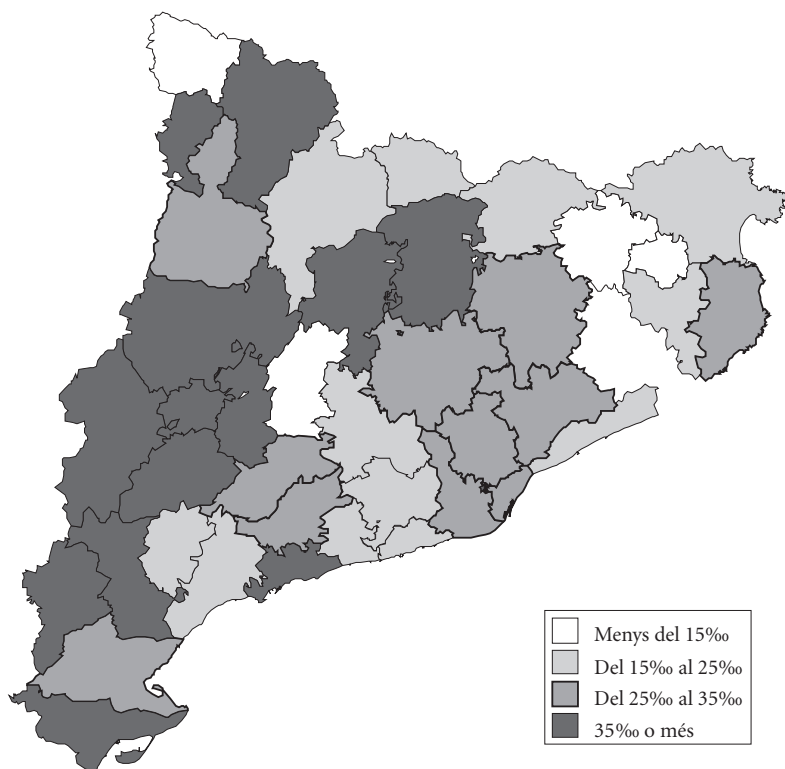 Menys del 15‰
Del 15‰ al 25‰
Del 25‰ al 35‰
35‰ o més